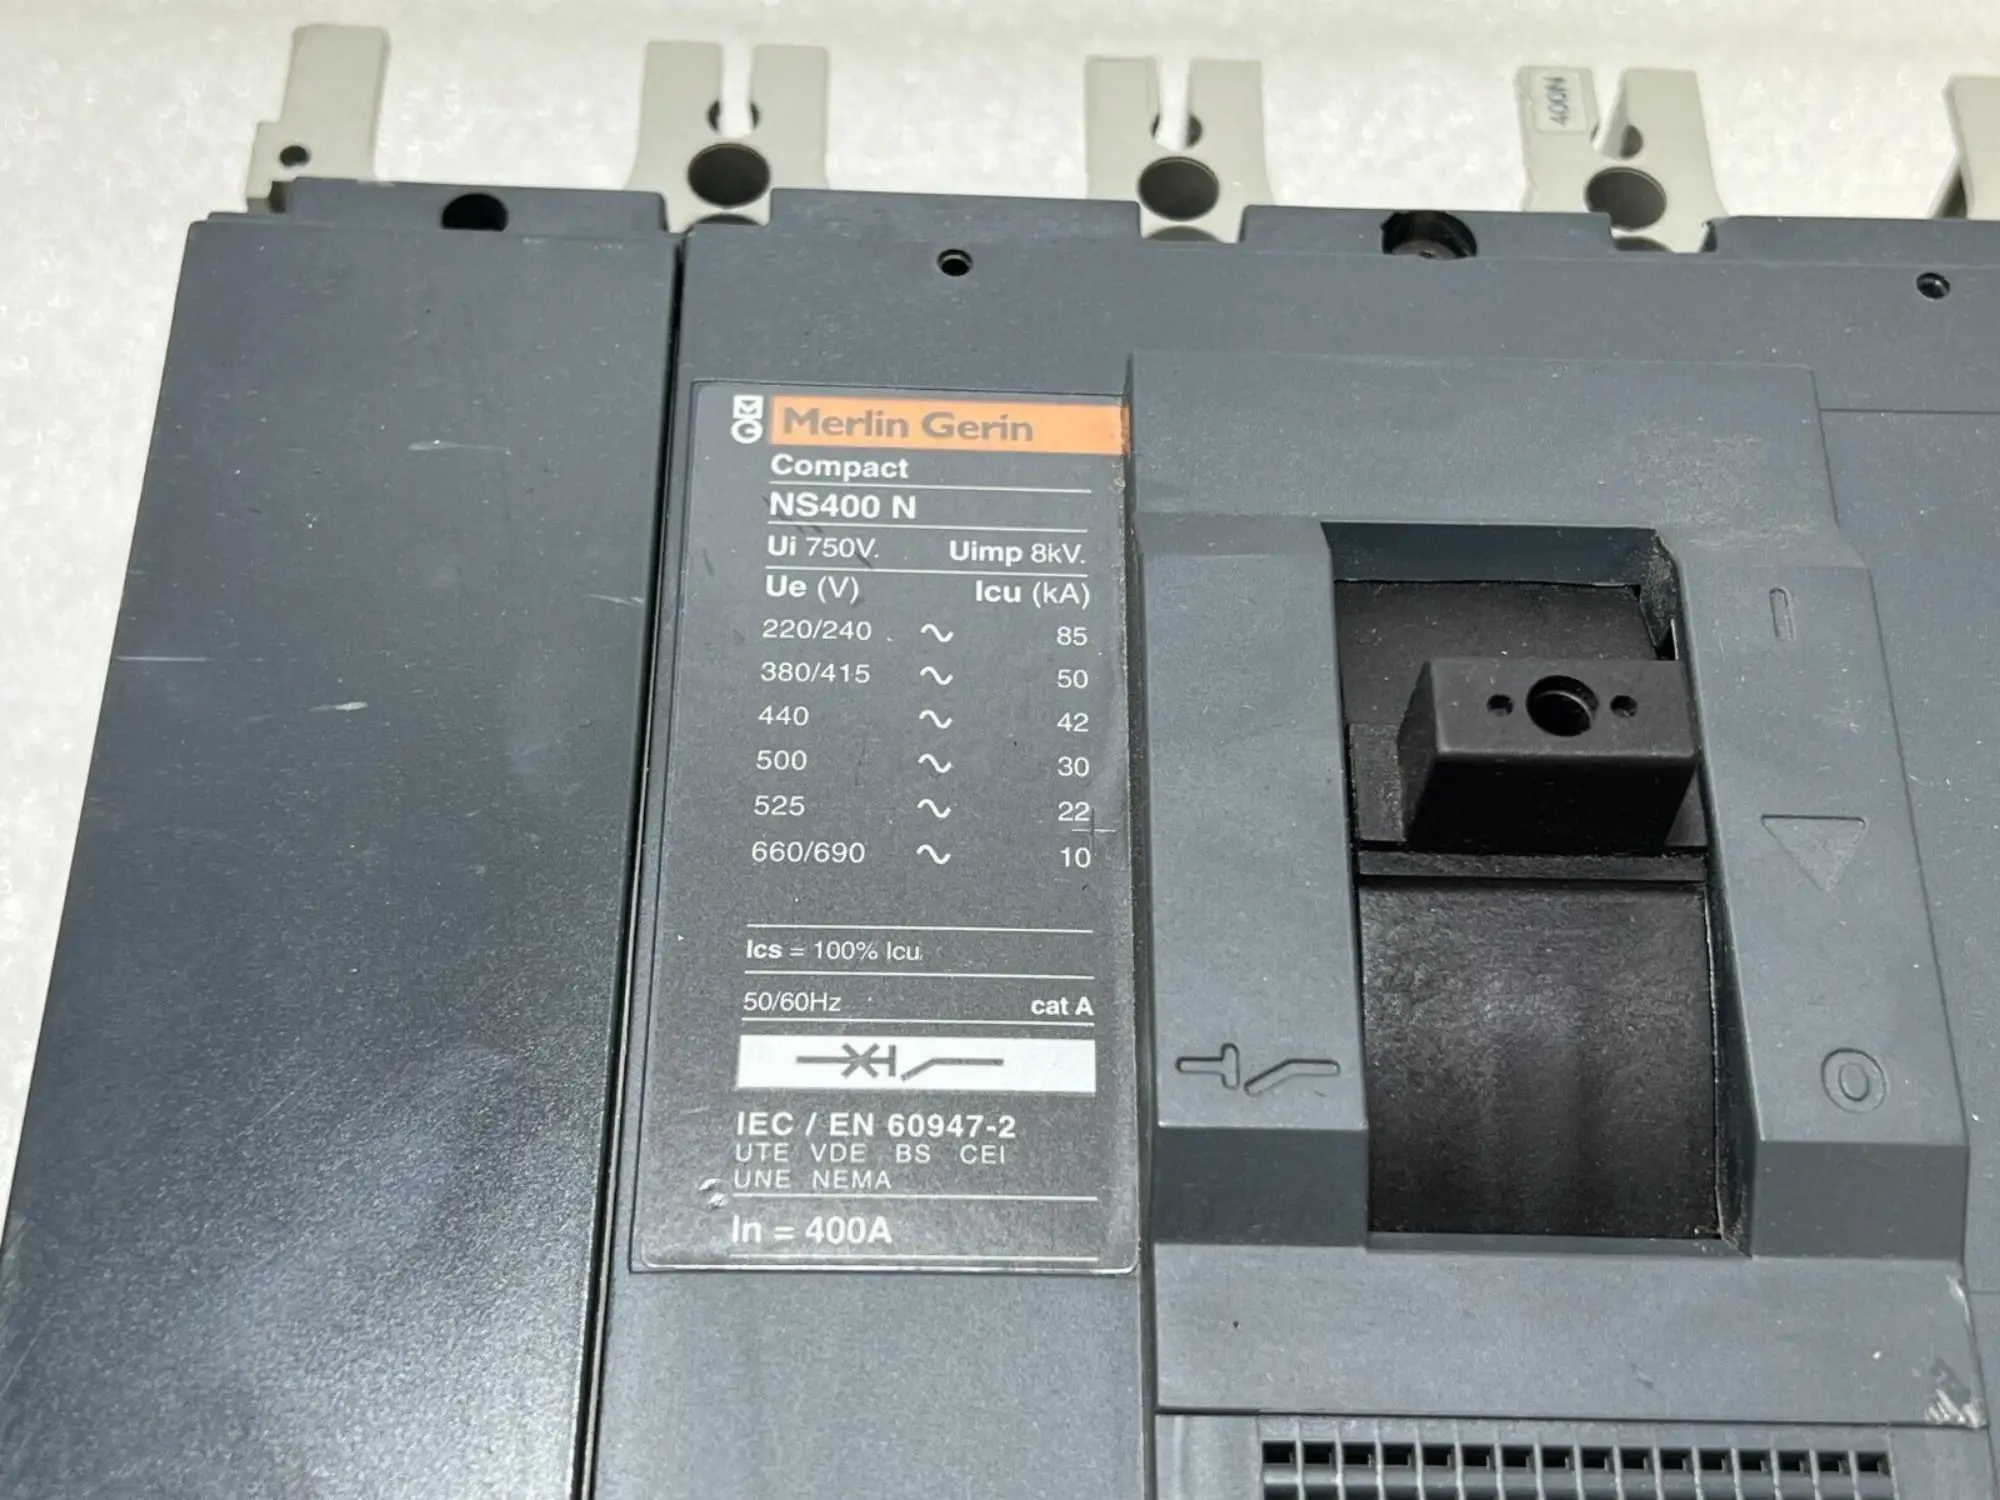 400N
MG Merlin Gerin
Compact
NS400 N
Ui 750V. Uimp 8kV.
Ue (V) Icu (kA)
220/240 ~ 85
380/415 ~ 50
440 ~ 42
500 ~ 30
525 ~ 22
660/690 ~ 10
Ics = 100% Icu
50/60Hz cat A
IEC / EN 60947-2
UTE VDE BS CEI
UNE NEMA
In = 400A
I
O